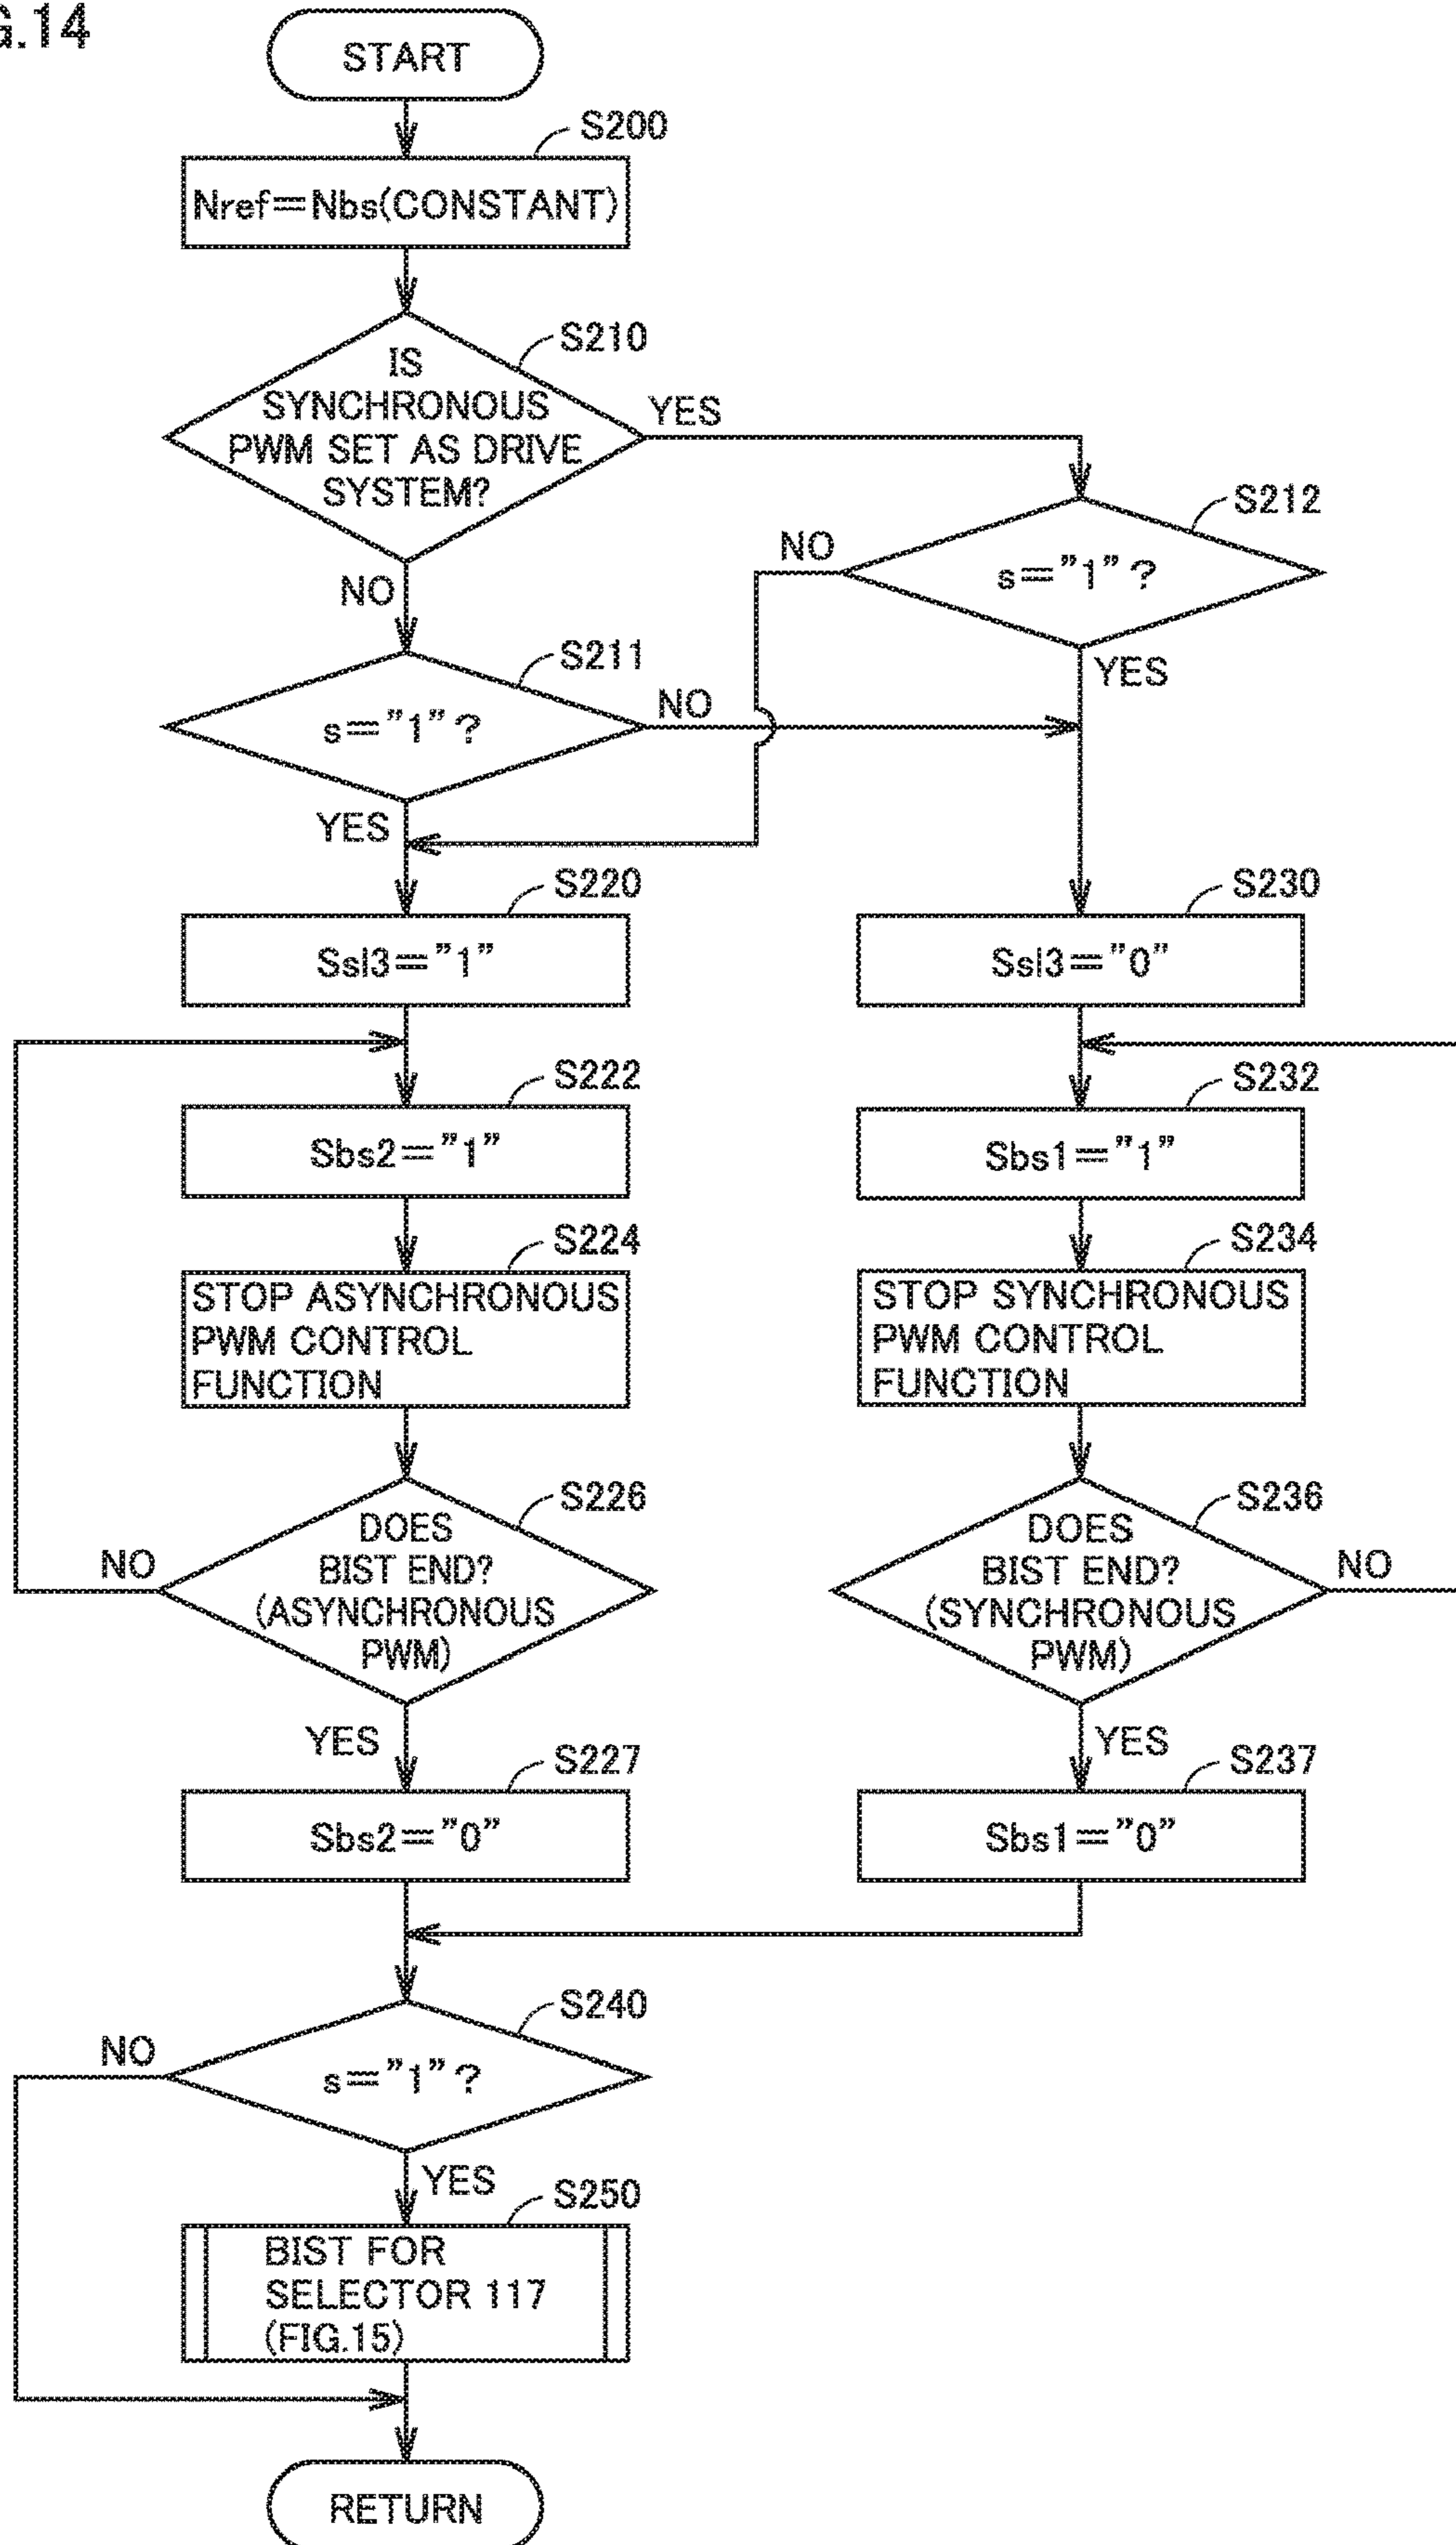 G.14
START
S200
Nref=Nbs(CONSTANT)
S210
IS
SYNCHRONOUS
PWM SET AS DRIVE
SYSTEM?
YES
NO
S212
s="1"?
NO
YES
S211
s="1"?
NO
YES
S220
Ssl3="1"
S230
Ssl3="0"
S222
Sbs2="1"
S232
Sbs1="1"
S224
STOP ASYNCHRONOUS
PWM CONTROL
FUNCTION
S234
STOP SYNCHRONOUS
PWM CONTROL
FUNCTION
S226
DOES
BIST END?
(ASYNCHRONOUS
PWM)
NO
YES
S236
DOES
BIST END?
(SYNCHRONOUS
PWM)
NO
YES
S227
Sbs2="0"
S237
Sbs1="0"
S240
s="1"?
NO
YES
S250
BIST FOR
SELECTOR 117
(FIG.15)
RETURN